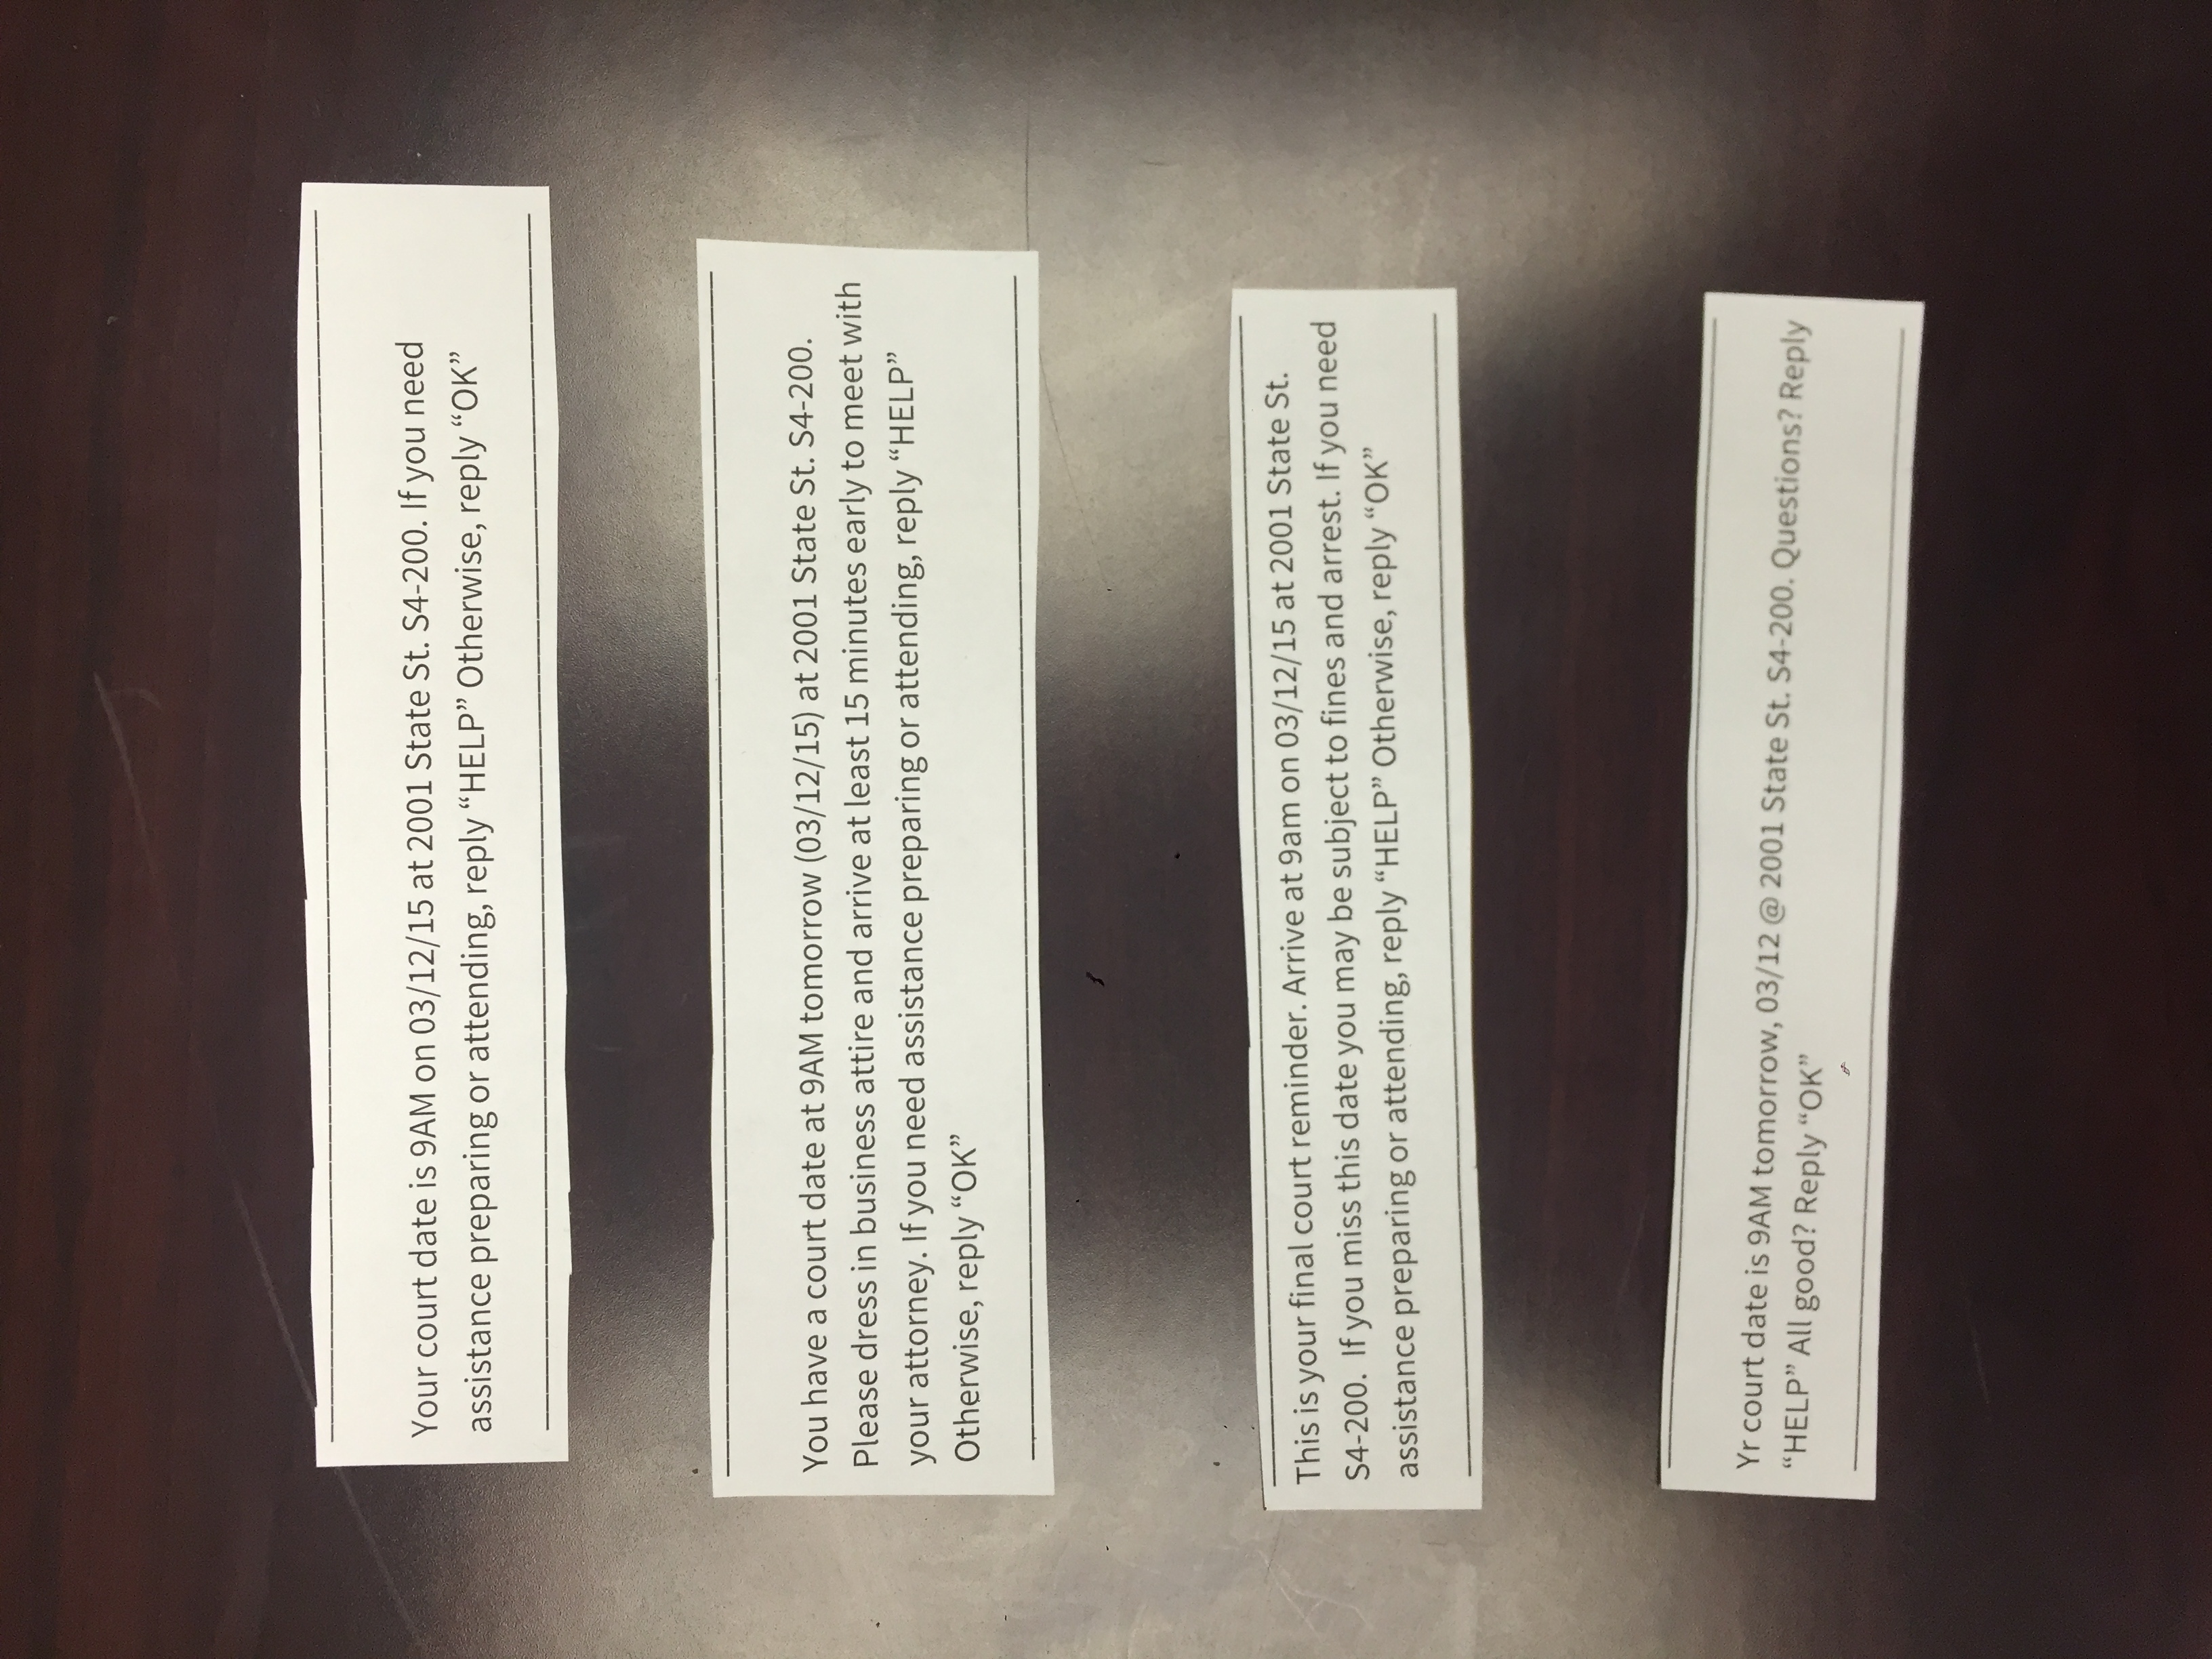 Your court date is 9AM on 03/12/15 at 2001 State St. S4-200. If you need
assistance preparing or attending, reply “HELP” Otherwise, reply “OK”
You have a court date at 9AM tomorrow (03/12/15) at 2001 State St. S4-200.
Please dress in business attire and arrive at least 15 minutes early to meet with
your attorney. If you need assistance preparing or attending, reply “HELP”
Otherwise, reply “OK”
This is your final court reminder. Arrive at 9am on 03/12/15 at 2001 State St.
S4-200.  If you miss this date you may be subject to fines and arrest. If you need
assistance preparing or attending, reply “HELP” Otherwise, reply “OK”
Yr court date is 9AM tomorrow, 03/12 @ 2001 State St. S4-200. Questions? Reply
“HELP” All good? Reply “OK”